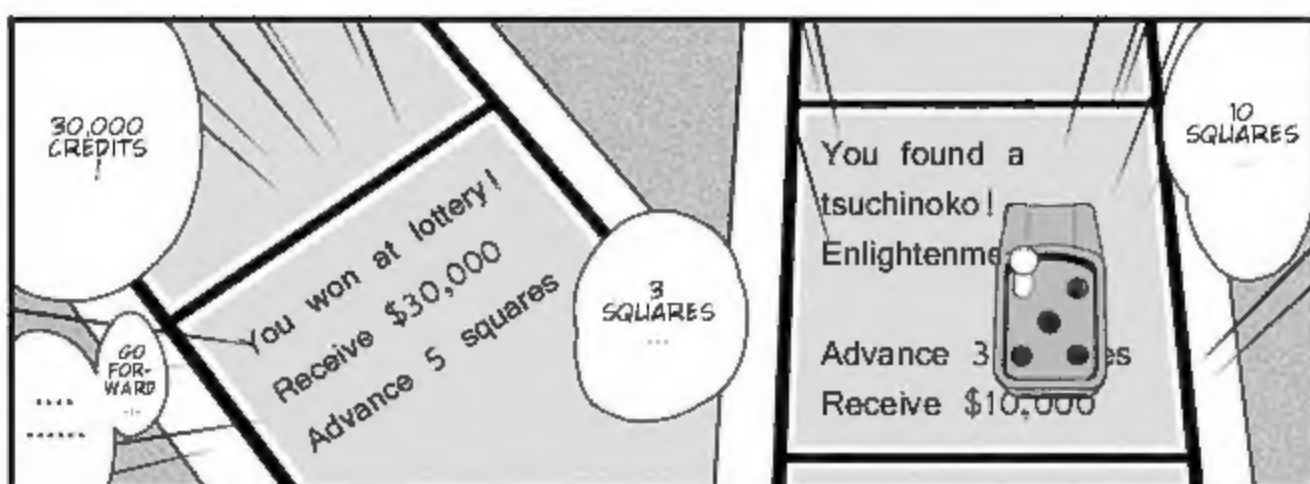 30,000
CREDITS
!
GO
FOR-
WARD
...
....
......
You won at lottery!
Receive $30,000
Advance 5 squares
3
SQUARES
...
You found a
tsuchinoko!
Enlightenme
Advance 3 es
Receive $10,000
10
SQUARES